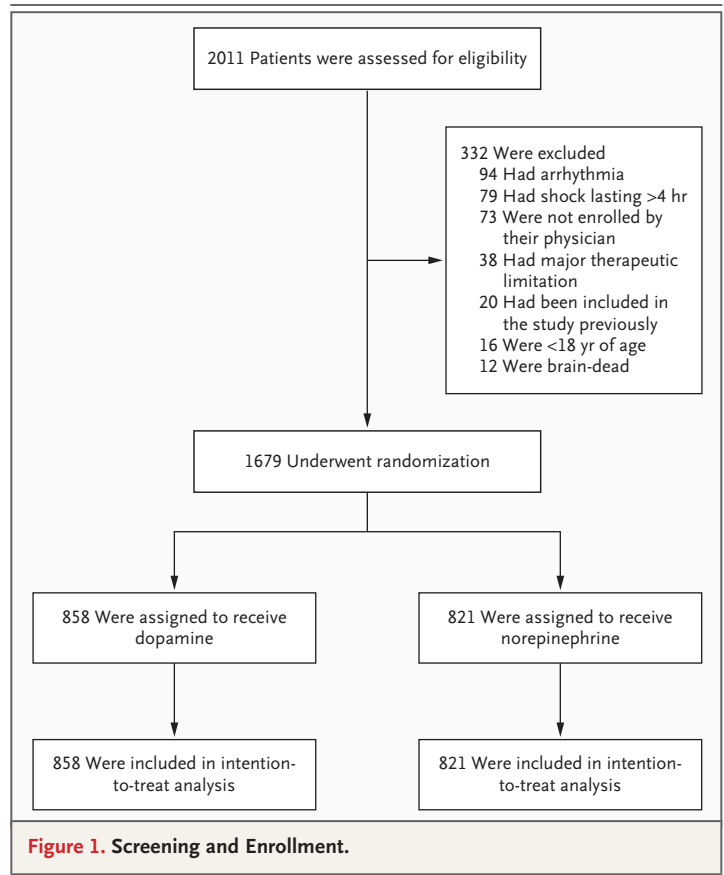 2011 Patients were assessed for eligibility
332 Were excluded
94 Had arrhythmia
79 Had shock lasting >4 hr
73 Were not enrolled by
their physician
38 Had major therapeutic
limitation
20 Had been included in
the study previously
16 Were <18 yr of age
12 Were brain-dead
1679 Underwent randomization
858 Were assigned to receive
dopamine
821 Were assigned to receive
norepinephrine
858 Were included in intention-
to-treat analysis
821 Were included in intention-
to-treat analysis
Figure 1. Screening and Enrollment.